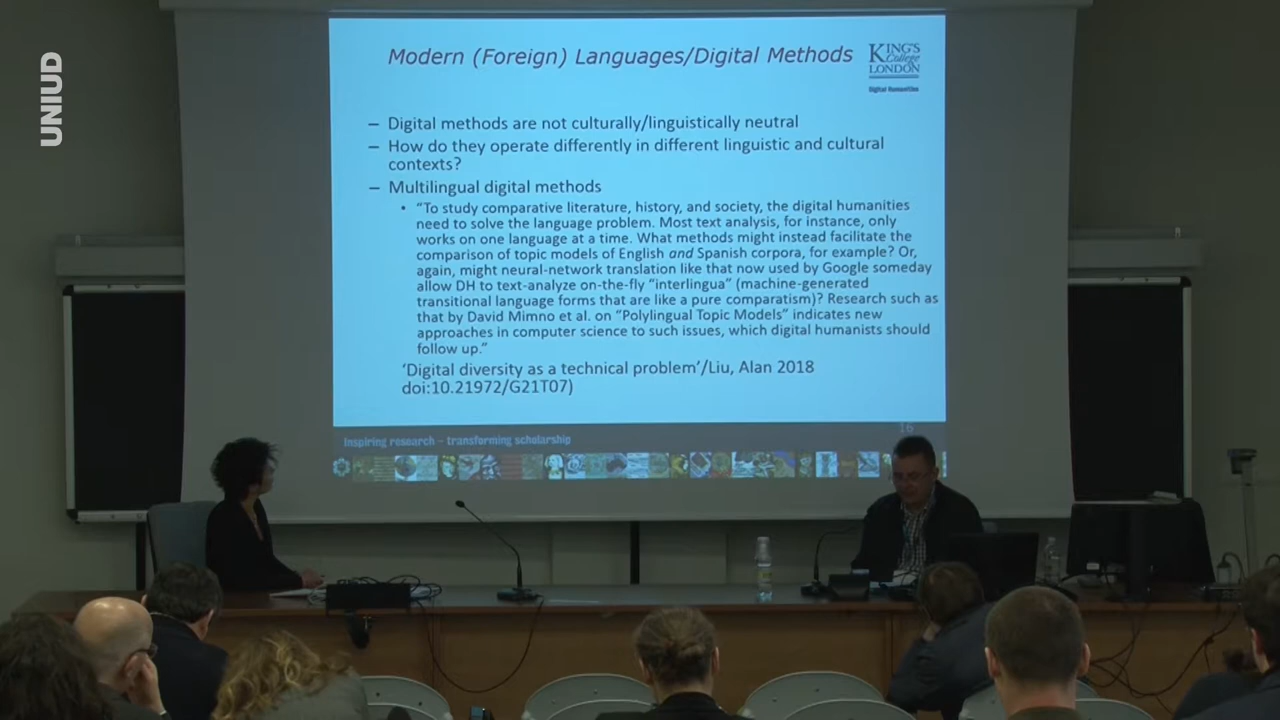 UNIUD
Modern (Foreign) Languages/Digital Methods
KING'S
College
LONDON
Digital Humanities
– Digital methods are not culturally/linguistically neutral
– How do they operate differently in different linguistic and cultural
contexts?
– Multilingual digital methods
• “To study comparative literature, history, and society, the digital humanities
need to solve the language problem. Most text analysis, for instance, only
works on one language at a time. What methods might instead facilitate the
comparison of topic models of English and Spanish corpora, for example? Or,
again, might neural-network translation like that now used by Google someday
allow DH to text-analyze on-the-fly “interlingua” (machine-generated
transitional language forms that are like a pure comparatism)? Research such as
that by David Mimno et al. on “Polylingual Topic Models” indicates new
approaches in computer science to such issues, which digital humanists should
follow up.”
‘Digital diversity as a technical problem’/Liu, Alan 2018
doi:10.21972/G21T07)
16
Inspiring research – transforming scholarship